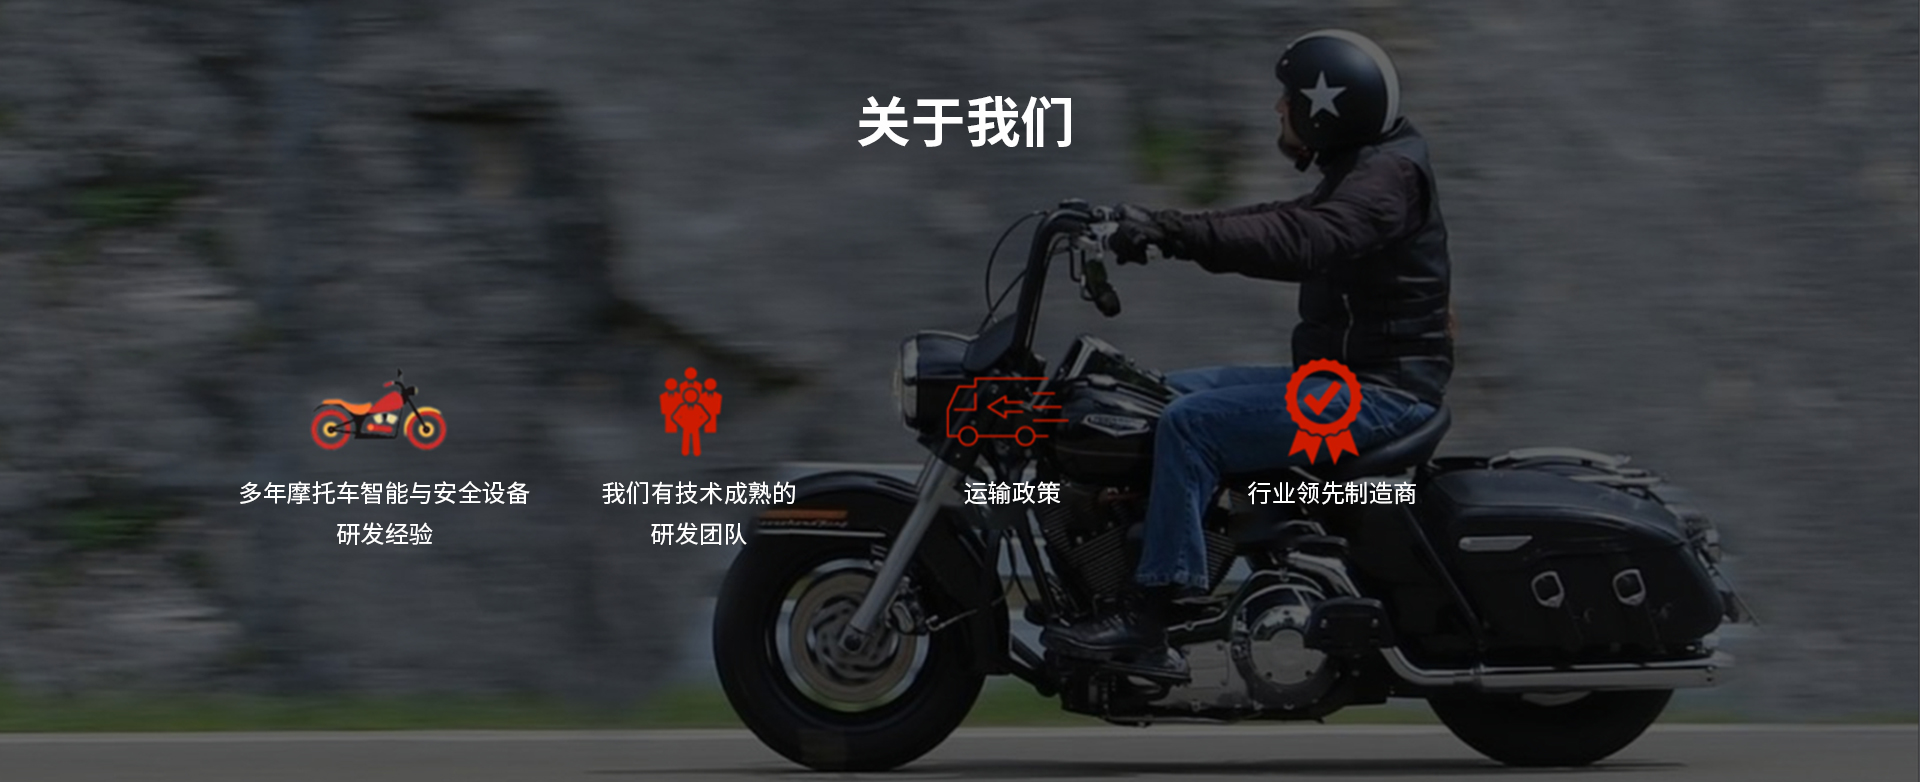 关于我们
多年摩托车智能与安全设备
研发经验
我们有技术成熟的
研发团队
运输政策
行业领先制造商